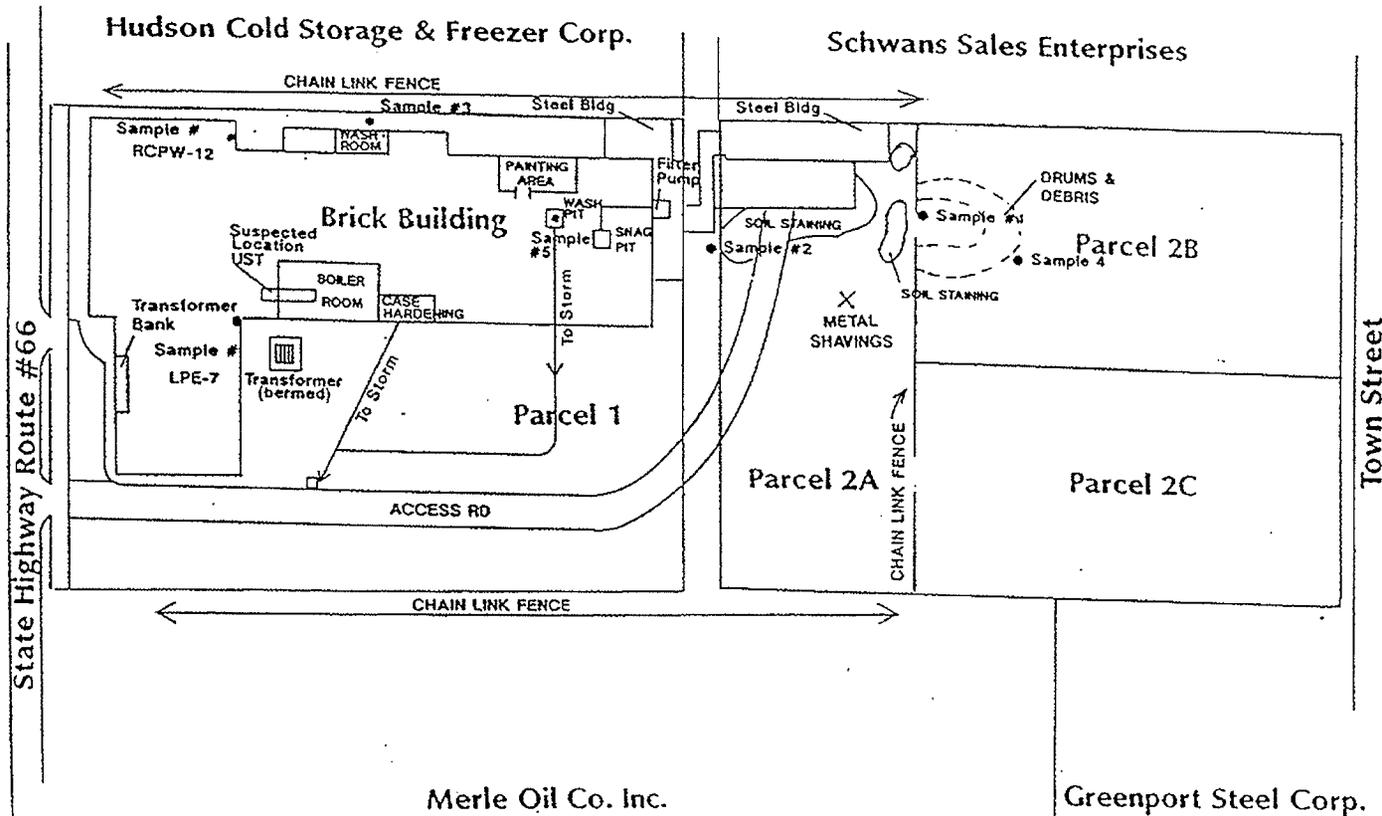 Hudson Cold Storage & Freezer Corp.
Schwans Sales Enterprises
CHAIN LINK FENCE
Sample #3
Steel Bldg
Steel Bldg
Sample #
RCPW-12
WASH-
ROOM
PAINTING
AREA
Filter
Pump
DRUMS &
DEBRIS
Brick Building
WASH
PIT
Sample
#5
SNAG
PIT
SOIL STAINING
Sample #2
Sample #1
Sample 4
Parcel 2B
Suspected
Location
UST
BOILER
ROOM
CASE
HARDENING
SOIL STAINING
METAL
SHAVINGS
Transformer
Bank
Sample #
LPE-7
Transformer
(bermed)
To Storm
To Storm
Parcel 1
Parcel 2A
Parcel 2C
CHAIN LINK FENCE
ACCESS RD
CHAIN LINK FENCE
State Highway Route #66
Town Street
Merle Oil Co. Inc.
Greenport Steel Corp.